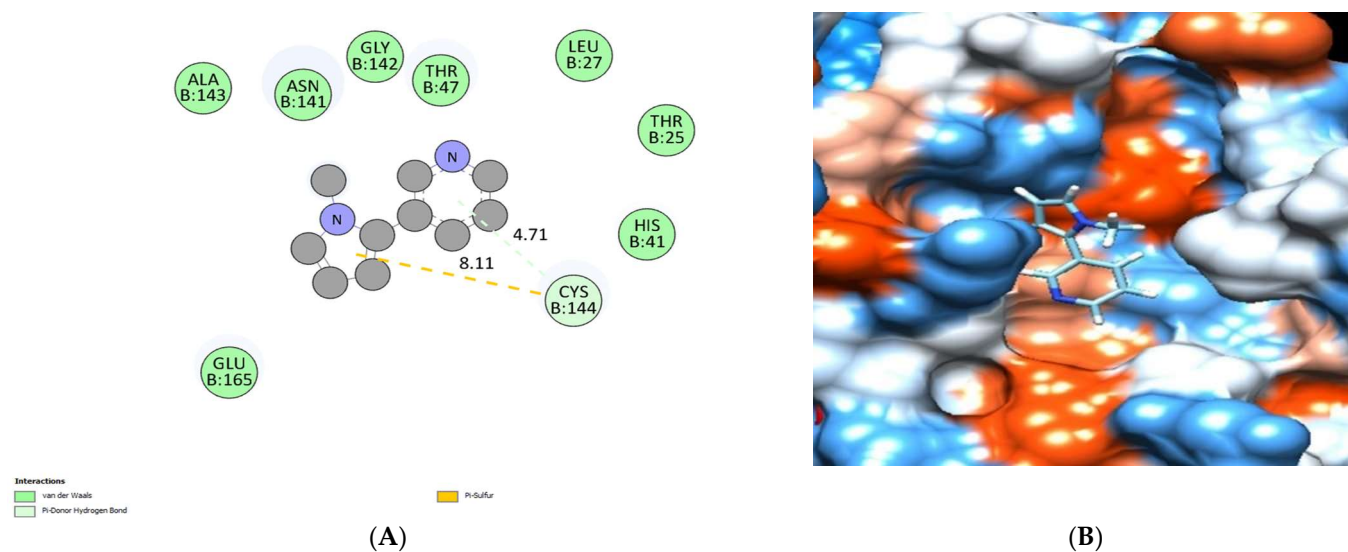 GLY
B:142
LEU
B:27
ALA
B:143
ASN
B:141
THR
B:47
THR
B:25
N
N
HIS
B:41
4.71
8.11
CYS
B:144
GLU
B:165
Interactions
van der Waals
Pi-Donor Hydrogen Bond
Pi-Sulfur
(A)
(B)